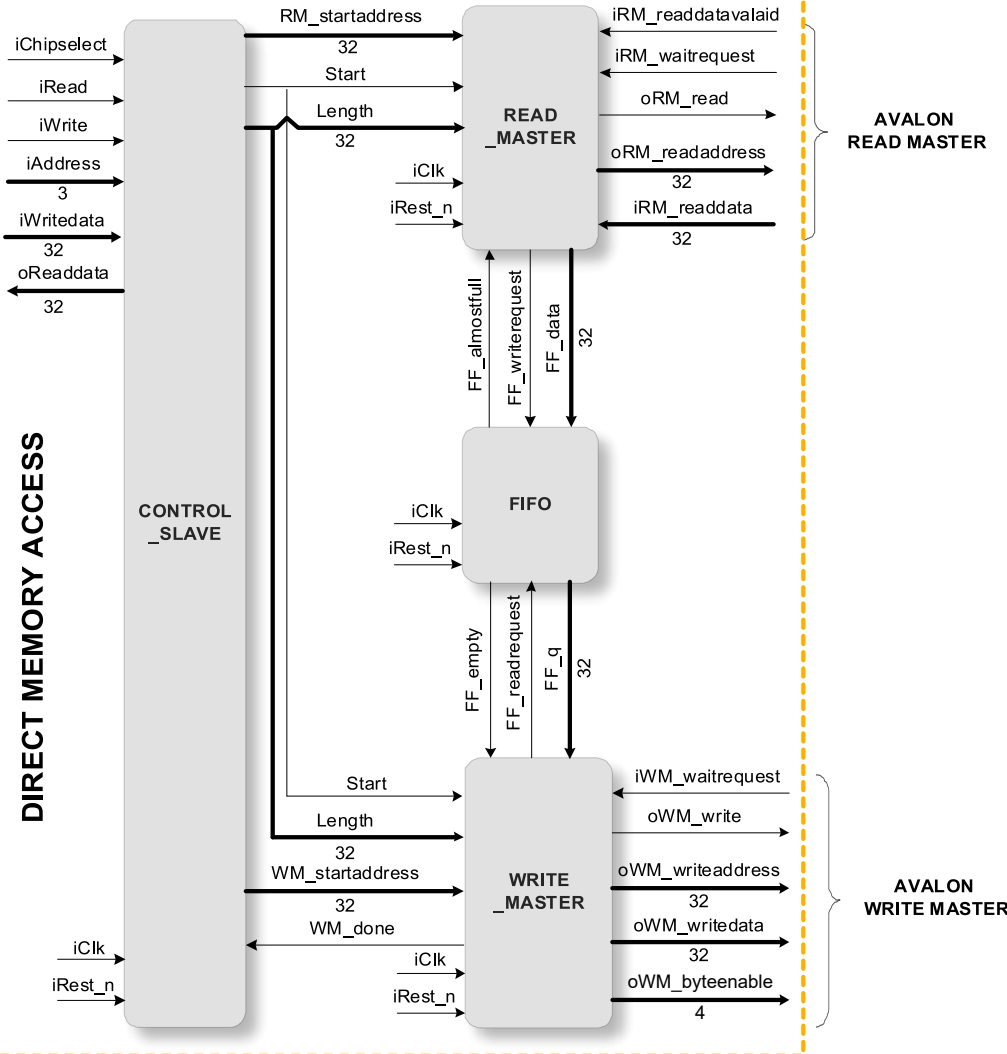 RM_startaddress
32
iRM_readdatavalaid
iChipselect
Start
iRM_waitrequest
iRead
oRM_read
Length
32
READ
_MASTER
AVALON
READ MASTER
iWrite
iAddress
3
iClk
oRM_readaddress
32
iWritedata
32
iRest_n
iRM_readdata
32
oReaddata
32
FF_almostfull
FF_writerequest
FF_data
32
DIRECT MEMORY ACCESS
CONTROL
_SLAVE
FIFO
iClk
iRest_n
FF_empty
FF_readrequest
FF_q
32
Start
iWM_waitrequest
Length
32
oWM_write
WM_startaddress
32
WRITE
_MASTER
oWM_writeaddress
32
AVALON
WRITE MASTER
WM_done
oWM_writedata
32
iClk
iClk
iRest_n
iRest_n
oWM_byteenable
4